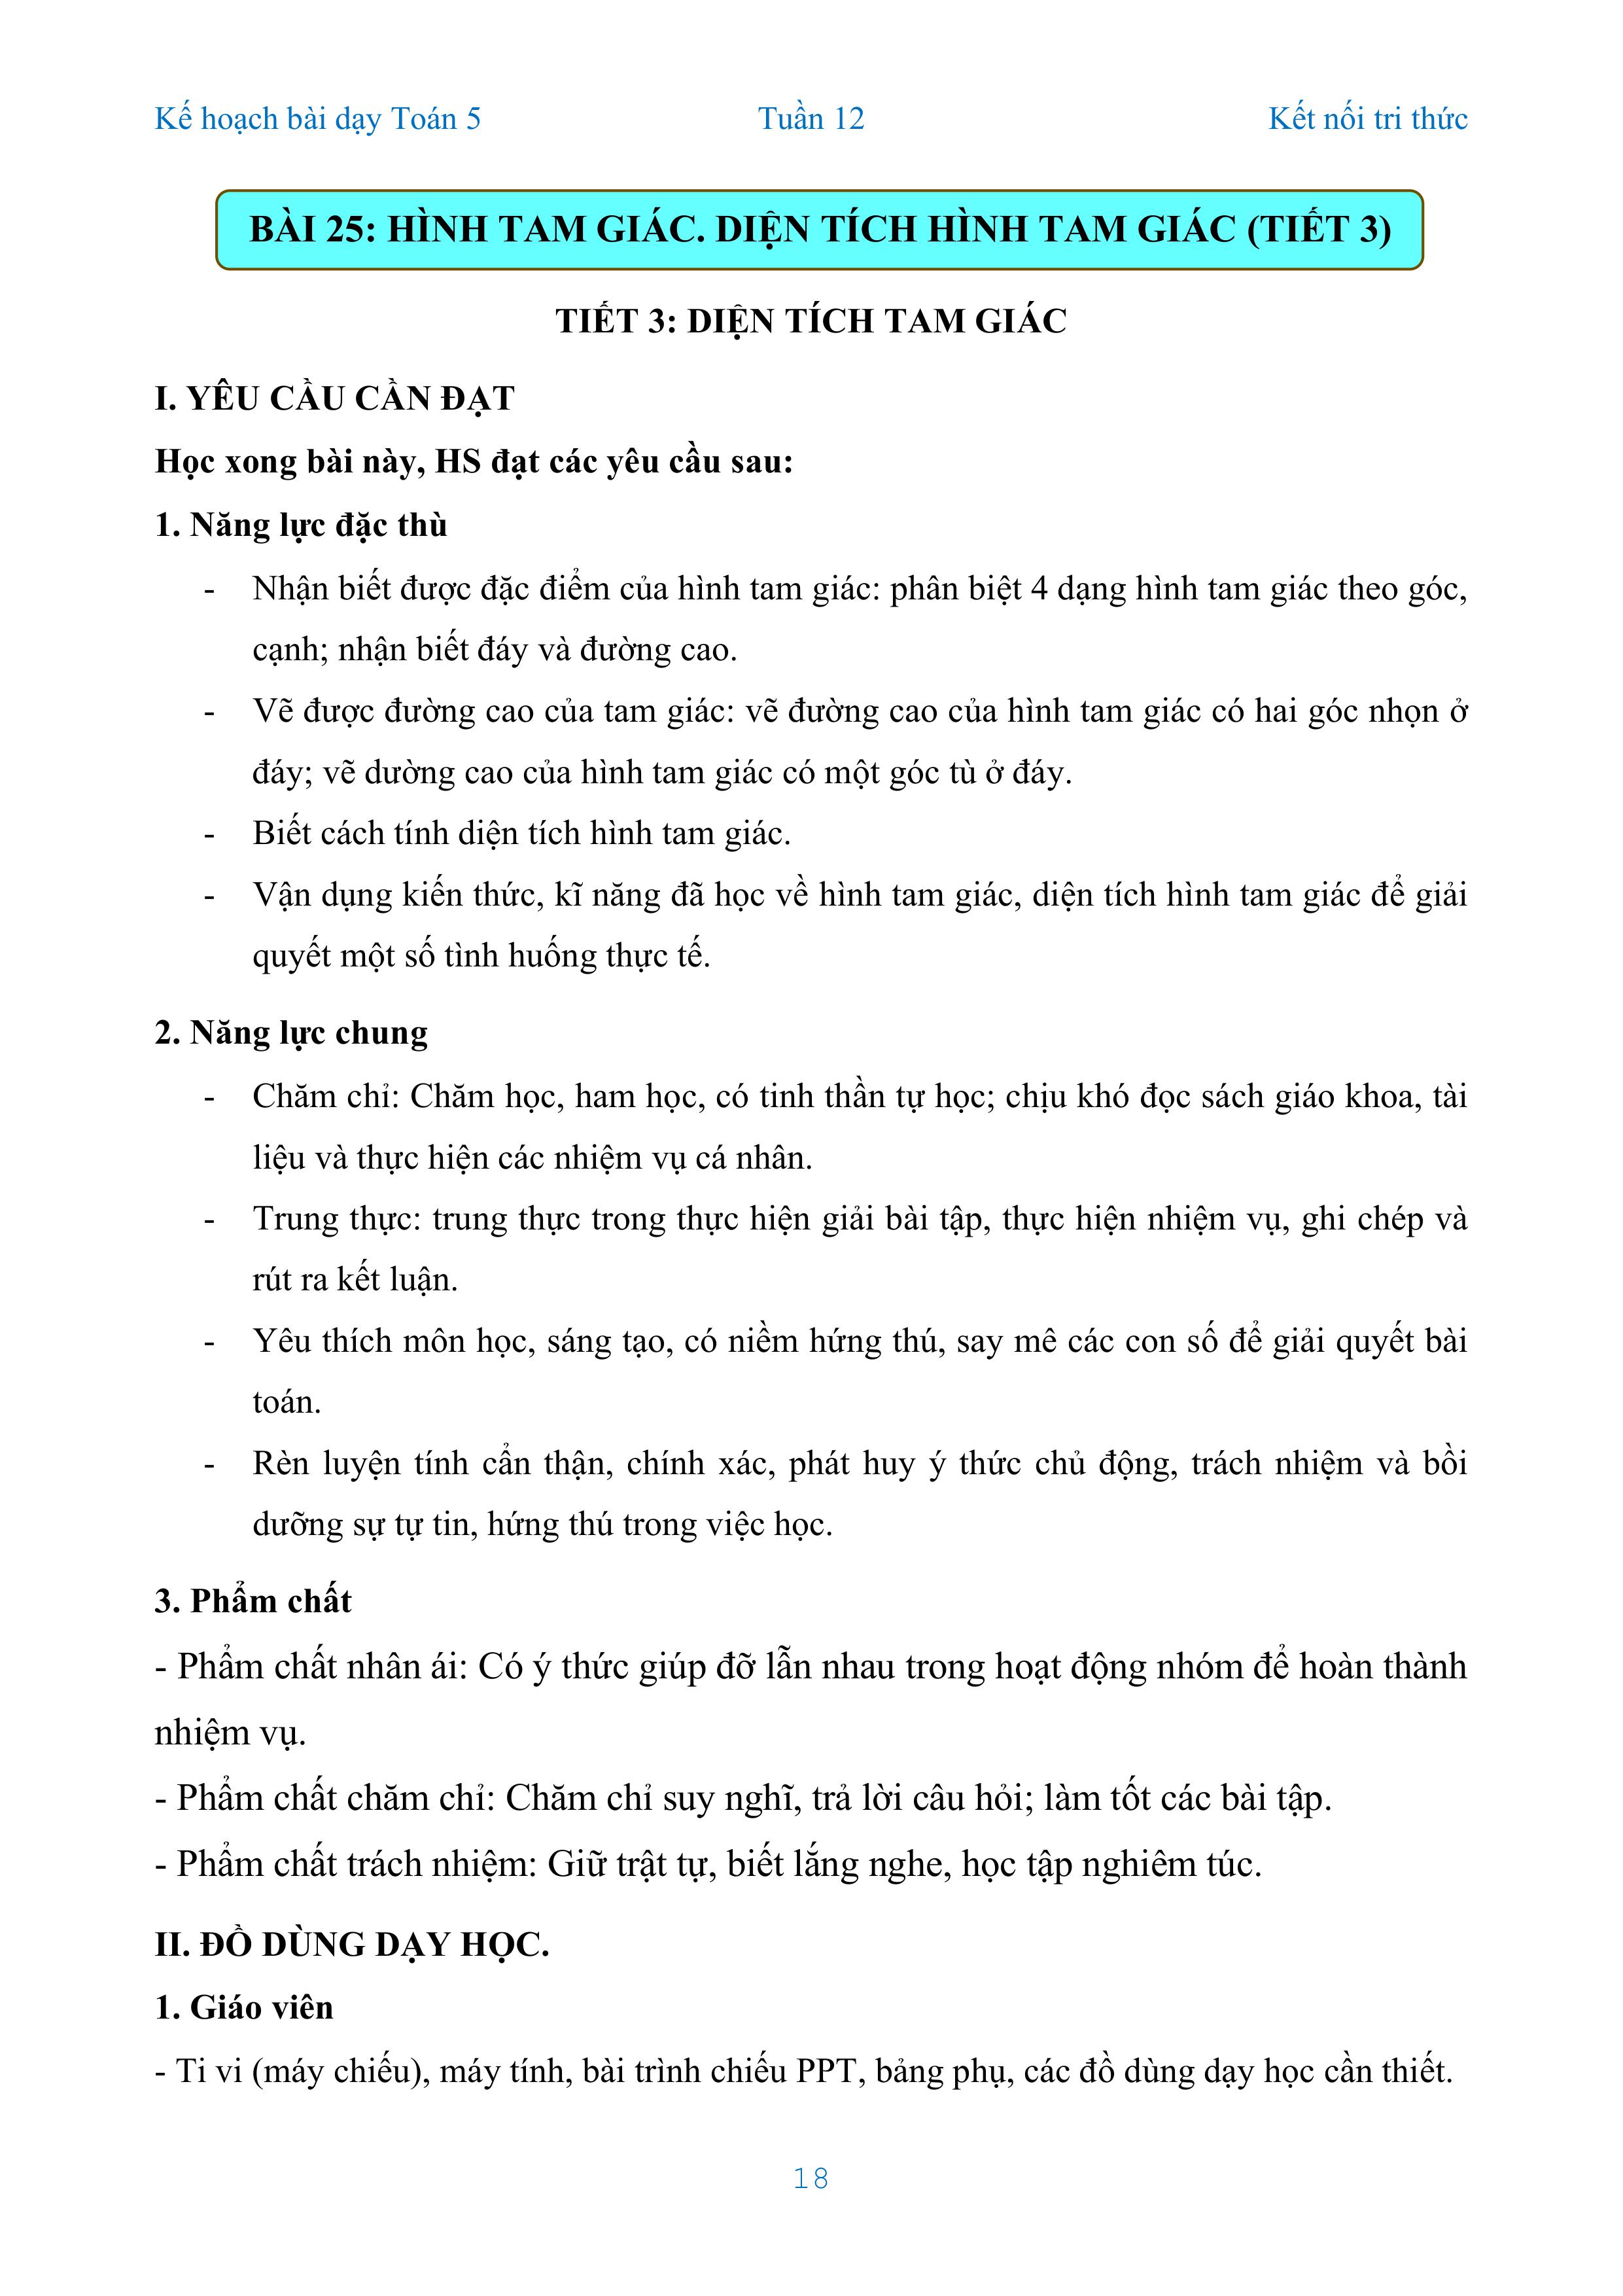 Kế hoạch bài dạy Toán 5 Tuần 12 Kết nối tri thức
BÀI 25: HÌNH TAM GIÁC. DIỆN TÍCH HÌNH TAM GIÁC (TIẾT 3)
TIẾT 3: DIỆN TÍCH TAM GIÁC
I. YÊU CẦU CẦN ĐẠT
Học xong bài này, HS đạt các yêu cầu sau:
1. Năng lực đặc thù
- Nhận biết được đặc điểm của hình tam giác: phân biệt 4 dạng hình tam giác theo góc,
cạnh; nhận biết đáy và đường cao.
- Vẽ được đường cao của tam giác: vẽ đường cao của hình tam giác có hai góc nhọn ở
đáy; vẽ dường cao của hình tam giác có một góc tù ở đáy.
- Biết cách tính diện tích hình tam giác.
- Vận dụng kiến thức, kĩ năng đã học về hình tam giác, diện tích hình tam giác để giải
quyết một số tình huống thực tế.
2. Năng lực chung
- Chăm chỉ: Chăm học, ham học, có tinh thần tự học; chịu khó đọc sách giáo khoa, tài
liệu và thực hiện các nhiệm vụ cá nhân.
- Trung thực: trung thực trong thực hiện giải bài tập, thực hiện nhiệm vụ, ghi chép và
rút ra kết luận.
- Yêu thích môn học, sáng tạo, có niềm hứng thú, say mê các con số để giải quyết bài
toán.
- Rèn luyện tính cẩn thận, chính xác, phát huy ý thức chủ động, trách nhiệm và bồi
dưỡng sự tự tin, hứng thú trong việc học.
3. Phẩm chất
- Phẩm chất nhân ái: Có ý thức giúp đỡ lẫn nhau trong hoạt động nhóm để hoàn thành
nhiệm vụ.
- Phẩm chất chăm chỉ: Chăm chỉ suy nghĩ, trả lời câu hỏi; làm tốt các bài tập.
- Phẩm chất trách nhiệm: Giữ trật tự, biết lắng nghe, học tập nghiêm túc.
II. ĐỒ DÙNG DẠY HỌC.
1. Giáo viên
- Ti vi (máy chiếu), máy tính, bài trình chiếu PPT, bảng phụ, các đồ dùng dạy học cần thiết.
18